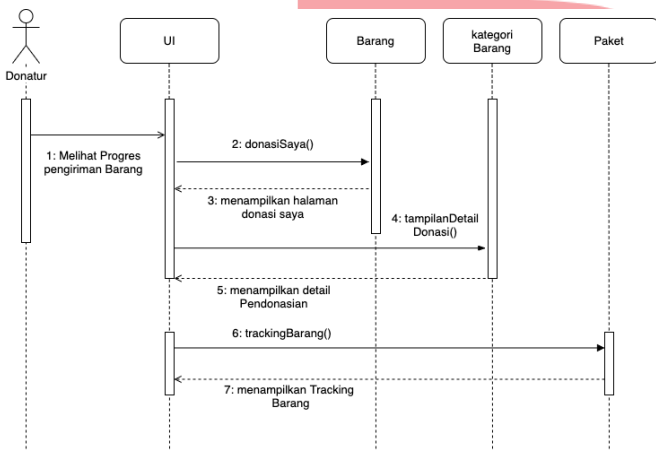 UI
Barang
kategori
Barang
Paket
Donatur
1: Melihat Progres
pengiriman Barang
2: donasiSaya()
3: menampilkan halaman
donasi saya
4: tampilanDetail
Donasi()
5: menampilkan detail
Pendonasian
6: trackingBarang()
7: menampilkan Tracking
Barang